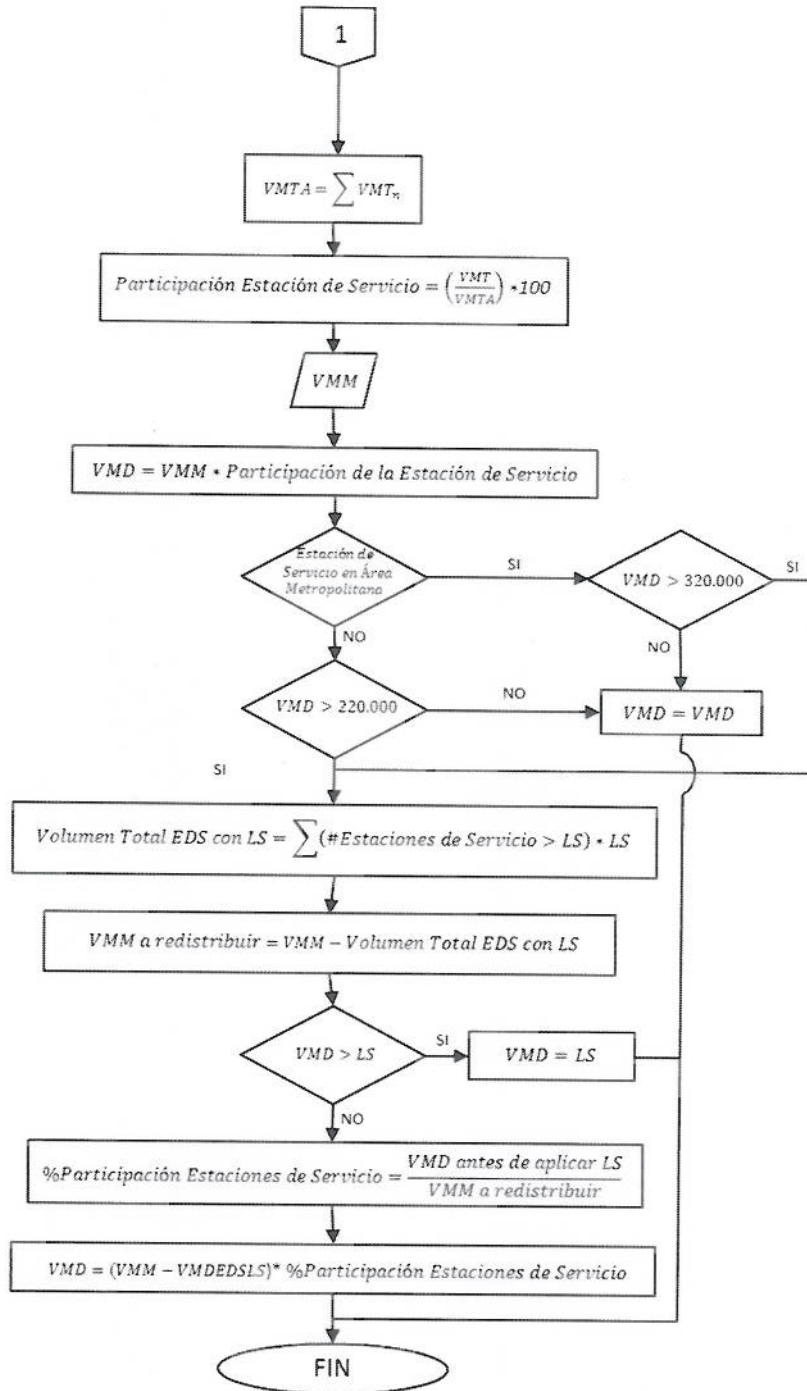 1
VMTA = ∑ VMTₙ
Participación Estación de Servicio = (VMT / VMTA) *100
VMM
VMD = VMM * Participación de la Estación de Servicio
Estación de
Servicio en Área
Metropolitana
SI
VMD > 320.000
SI
NO
NO
VMD > 220.000
NO
VMD = VMD
SI
Volumen Total EDS con LS = ∑(#Estaciones de Servicio > LS) * LS
VMM a redistribuir = VMM − Volumen Total EDS con LS
VMD > LS
SI
VMD = LS
NO
%Participación Estaciones de Servicio = VMD antes de aplicar LS / VMM a redistribuir
VMD = (VMM − VMDEDSLS)* %Participación Estaciones de Servicio
FIN